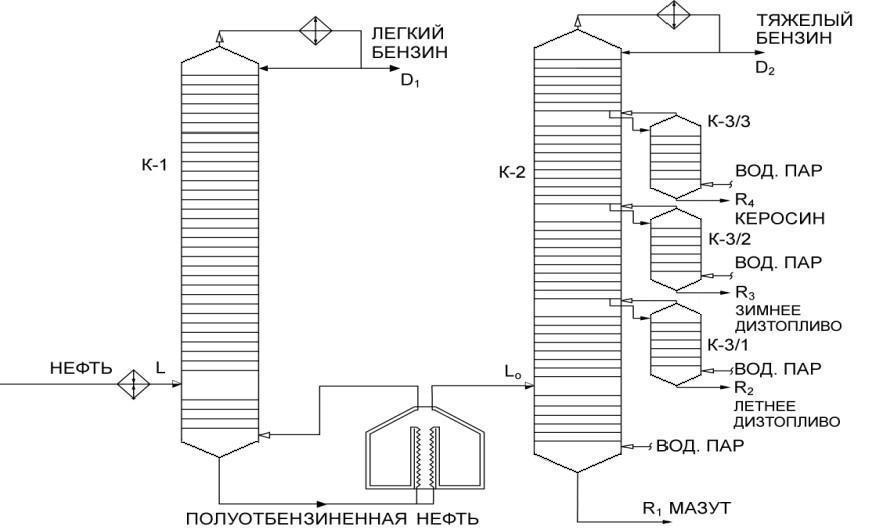 ЛЕГКИЙ
БЕНЗИН
D1
К-1
НЕФТЬ
L
ПОЛУОТБЕНЗИНЕННАЯ НЕФТЬ
ТЯЖЕЛЫЙ
БЕНЗИН
D2
К-2
Lo
К-3/3
ВОД. ПАР
R4
КЕРОСИН
К-3/2
ВОД. ПАР
R3
ЗИМНЕЕ
ДИЗТОПЛИВО
К-3/1
ВОД. ПАР
R2
ЛЕТНЕЕ
ДИЗТОПЛИВО
ВОД. ПАР
R1 МАЗУТ